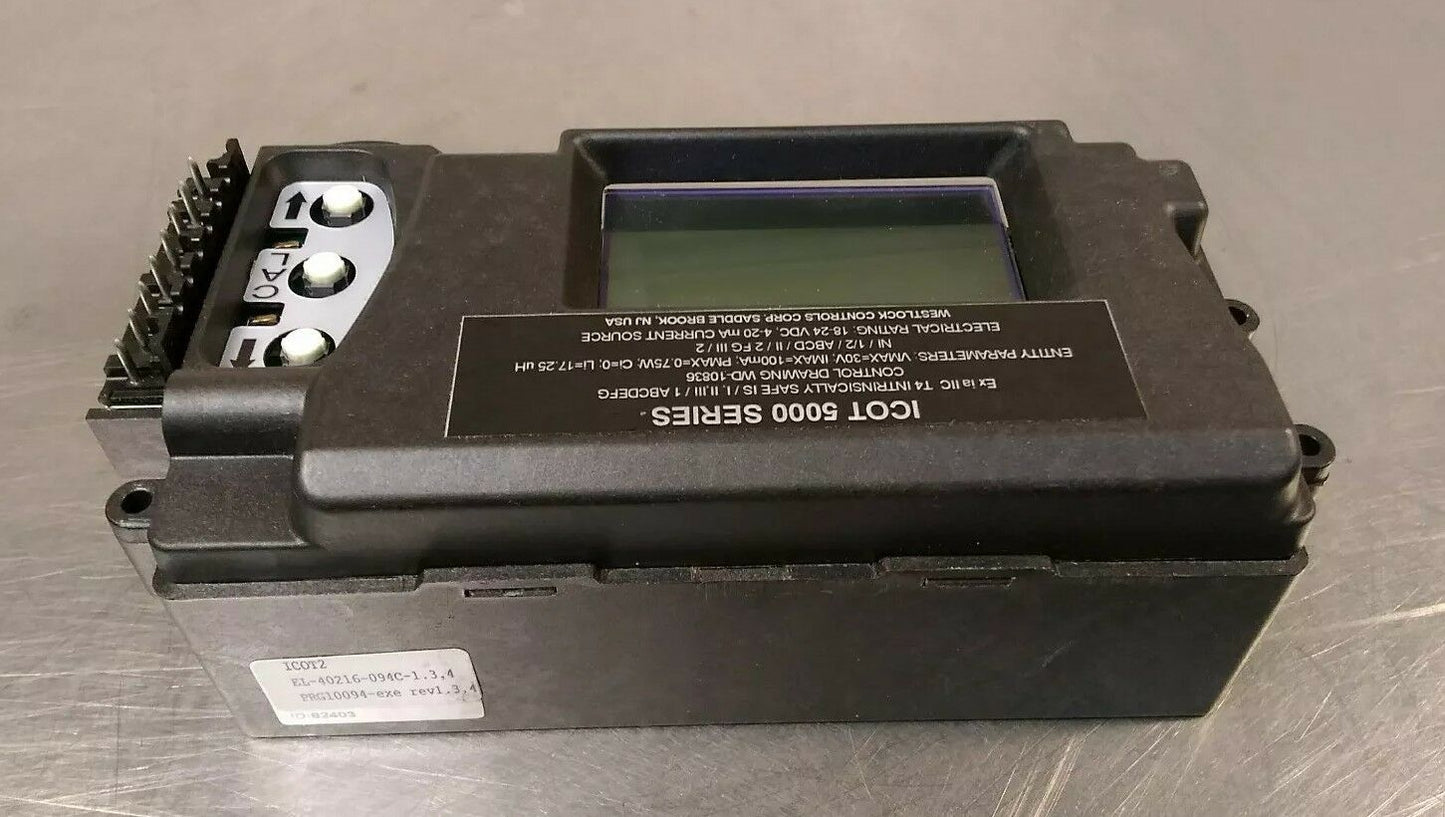 ICOT 5000 SERIES
Ex ia IIC T4 INTRINSICALLY SAFE IS / I, II,III / 1 ABCDEFG
CONTROL DRAWING WD-10836
ENTITY PARAMETERS: VMAX=30V; IMAX=100mA; PMAX=0.75W; Ci=0; Li=17.25 uH
NI / 1/2 / ABCD / II / 2 FG III / 2
ELECTRICAL RATING: 18-24 VDC, 4-20 mA CURRENT SOURCE
WESTLOCK CONTROLS CORP. SADDLE BROOK, NJ USA
CAL
ICOT2
EL-40216-094C-1.3,4
PRG10094-exe rev1.3,4
ID:82403